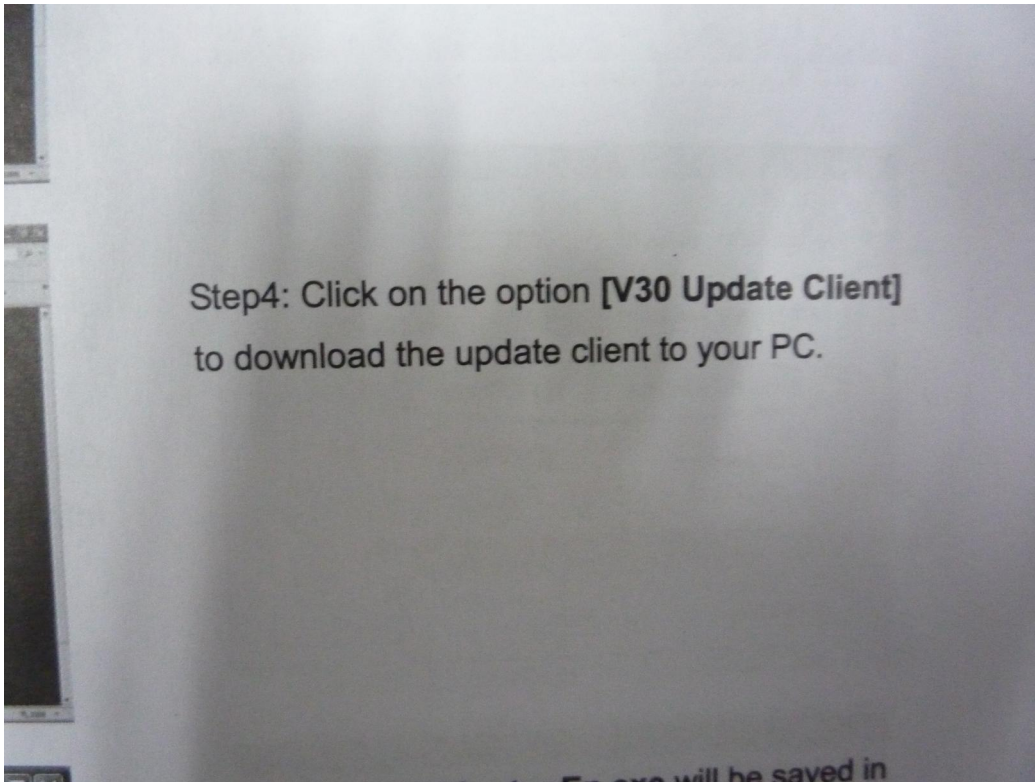 Step4: Click on the option [V30 Update Client]
to download the update client to your PC.
will be saved in